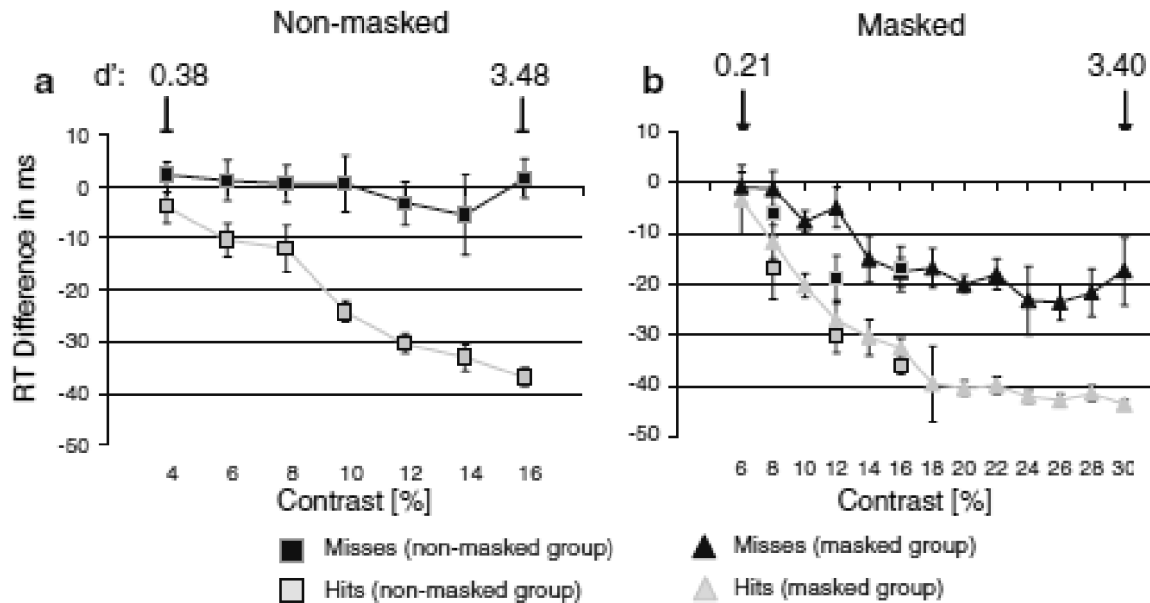 Non-masked
Masked
a d': 0.38 3.48
b 0.21 3.40
RT Difference in ms
10
0
-10
-20
-30
-40
-50
4 6 8 10 12 14 16
Contrast [%]
10
0
-10
-20
-30
-40
-50
6 8 10 12 14 16 18 20 22 24 26 28 30
Contrast [%]
Misses (non-masked group)
Misses (masked group)
Hits (non-masked group)
Hits (masked group)